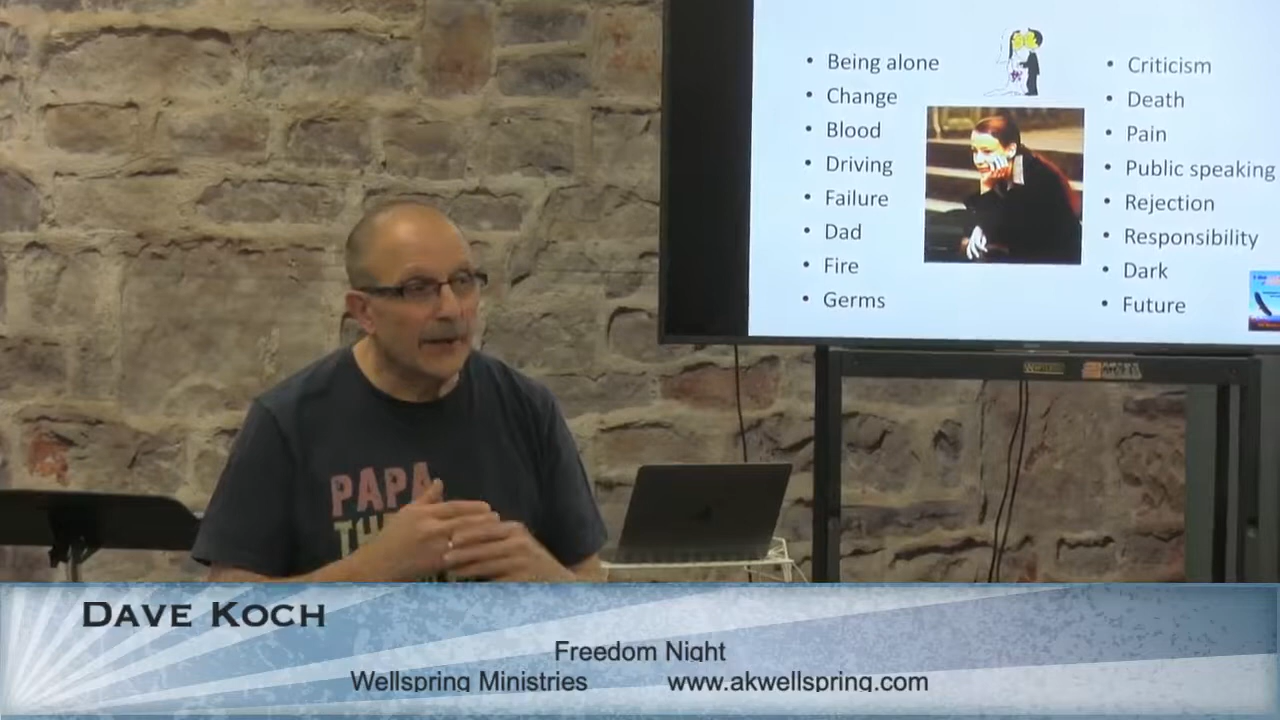 • Being alone
• Change
• Blood
• Driving
• Failure
• Dad
• Fire
• Germs
• Criticism
• Death
• Pain
• Public speaking
• Rejection
• Responsibility
• Dark
• Future
PAPA
DAVE KOCH
Freedom Night
Wellspring Ministries www.akwellspring.com